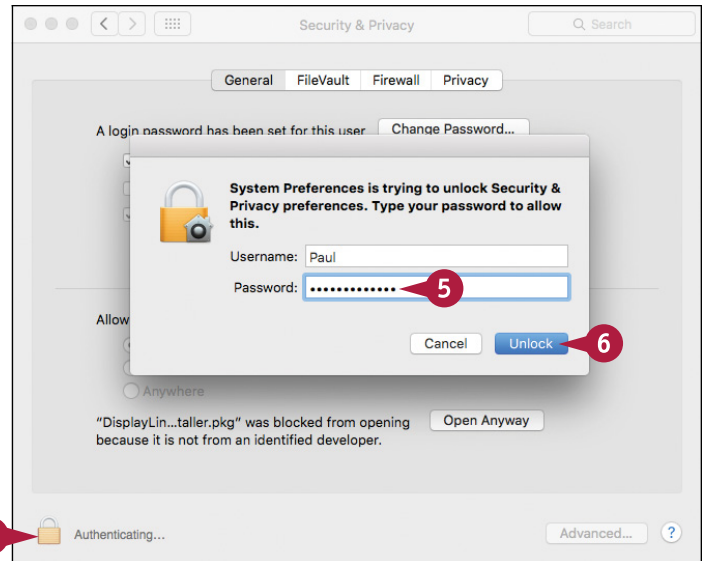 Security & Privacy
Search
General FileVault Firewall Privacy
A login password has been set for this user Change Password...
System Preferences is trying to unlock Security &
Privacy preferences. Type your password to allow
this.
Username: Paul
Password: •••••••••••••
5
Cancel Unlock
6
Allow
Anywhere
"DisplayLin...taller.pkg" was blocked from opening
because it is not from an identified developer.
Open Anyway
Authenticating...
Advanced... ?